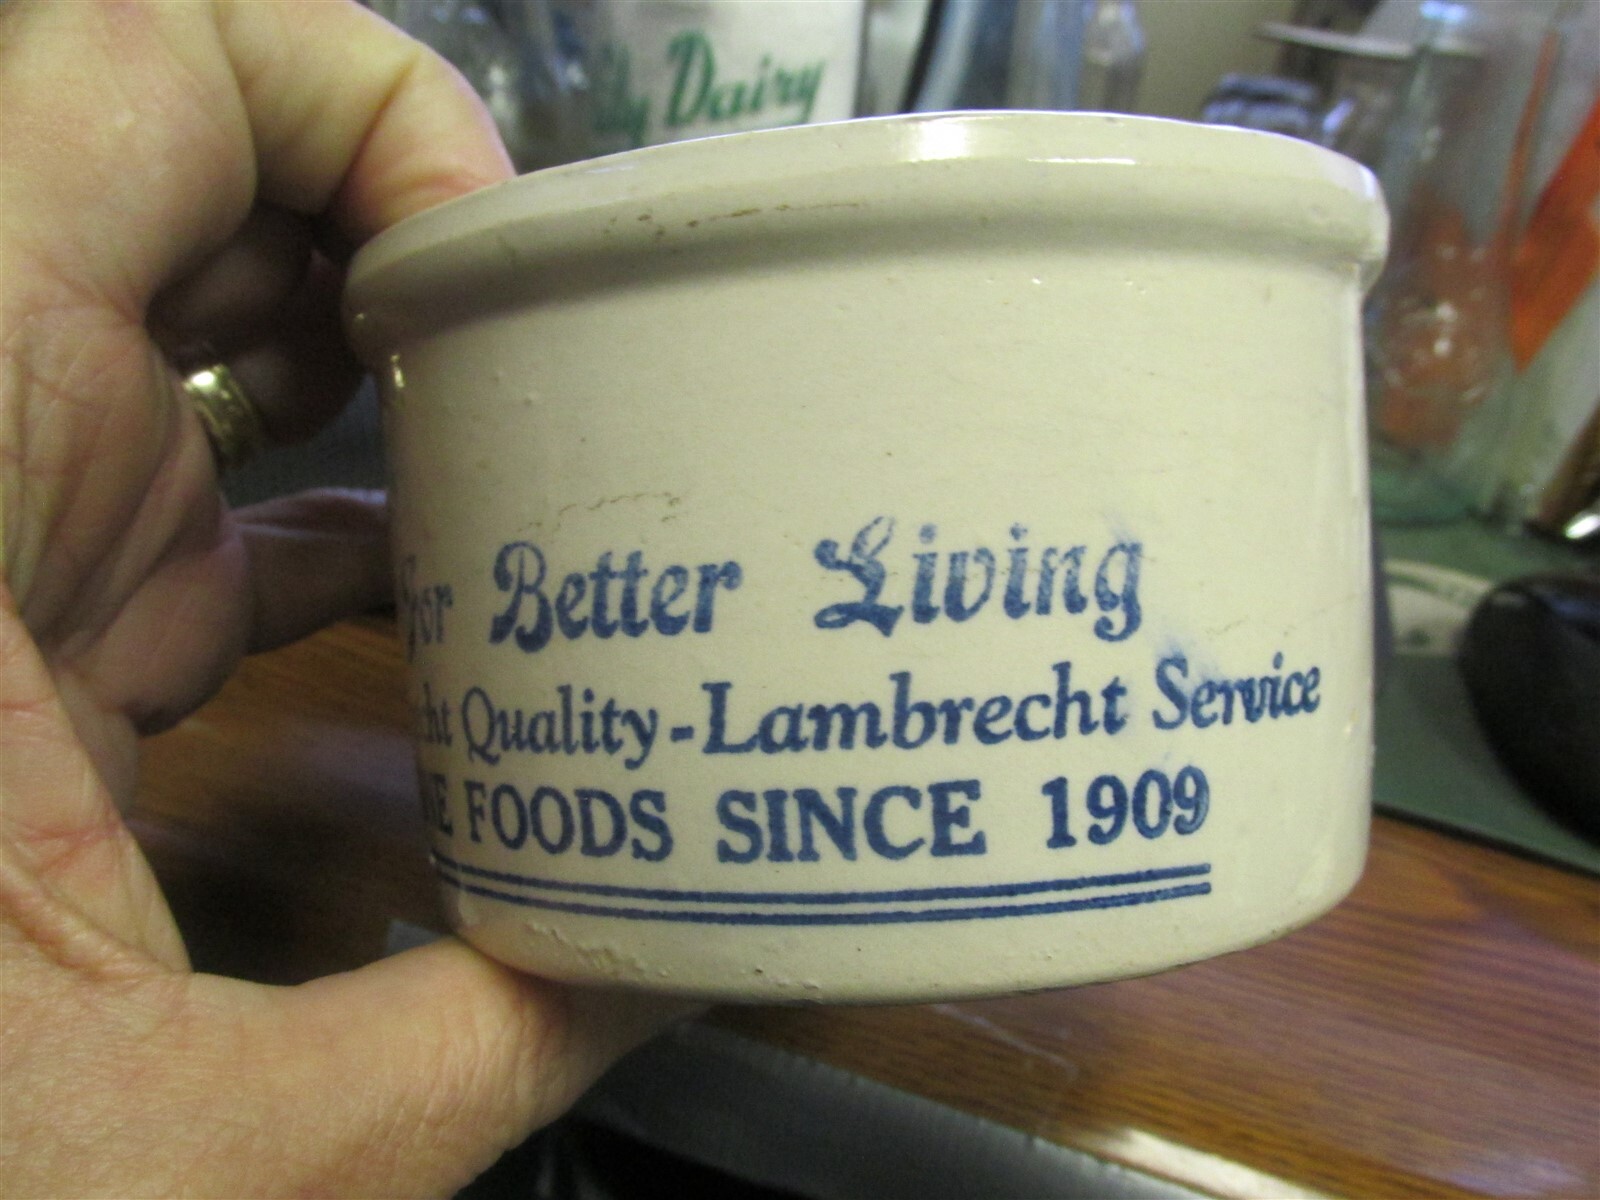 Dairy
For Better Living
Quality-Lambrecht Service
FOODS SINCE 1909